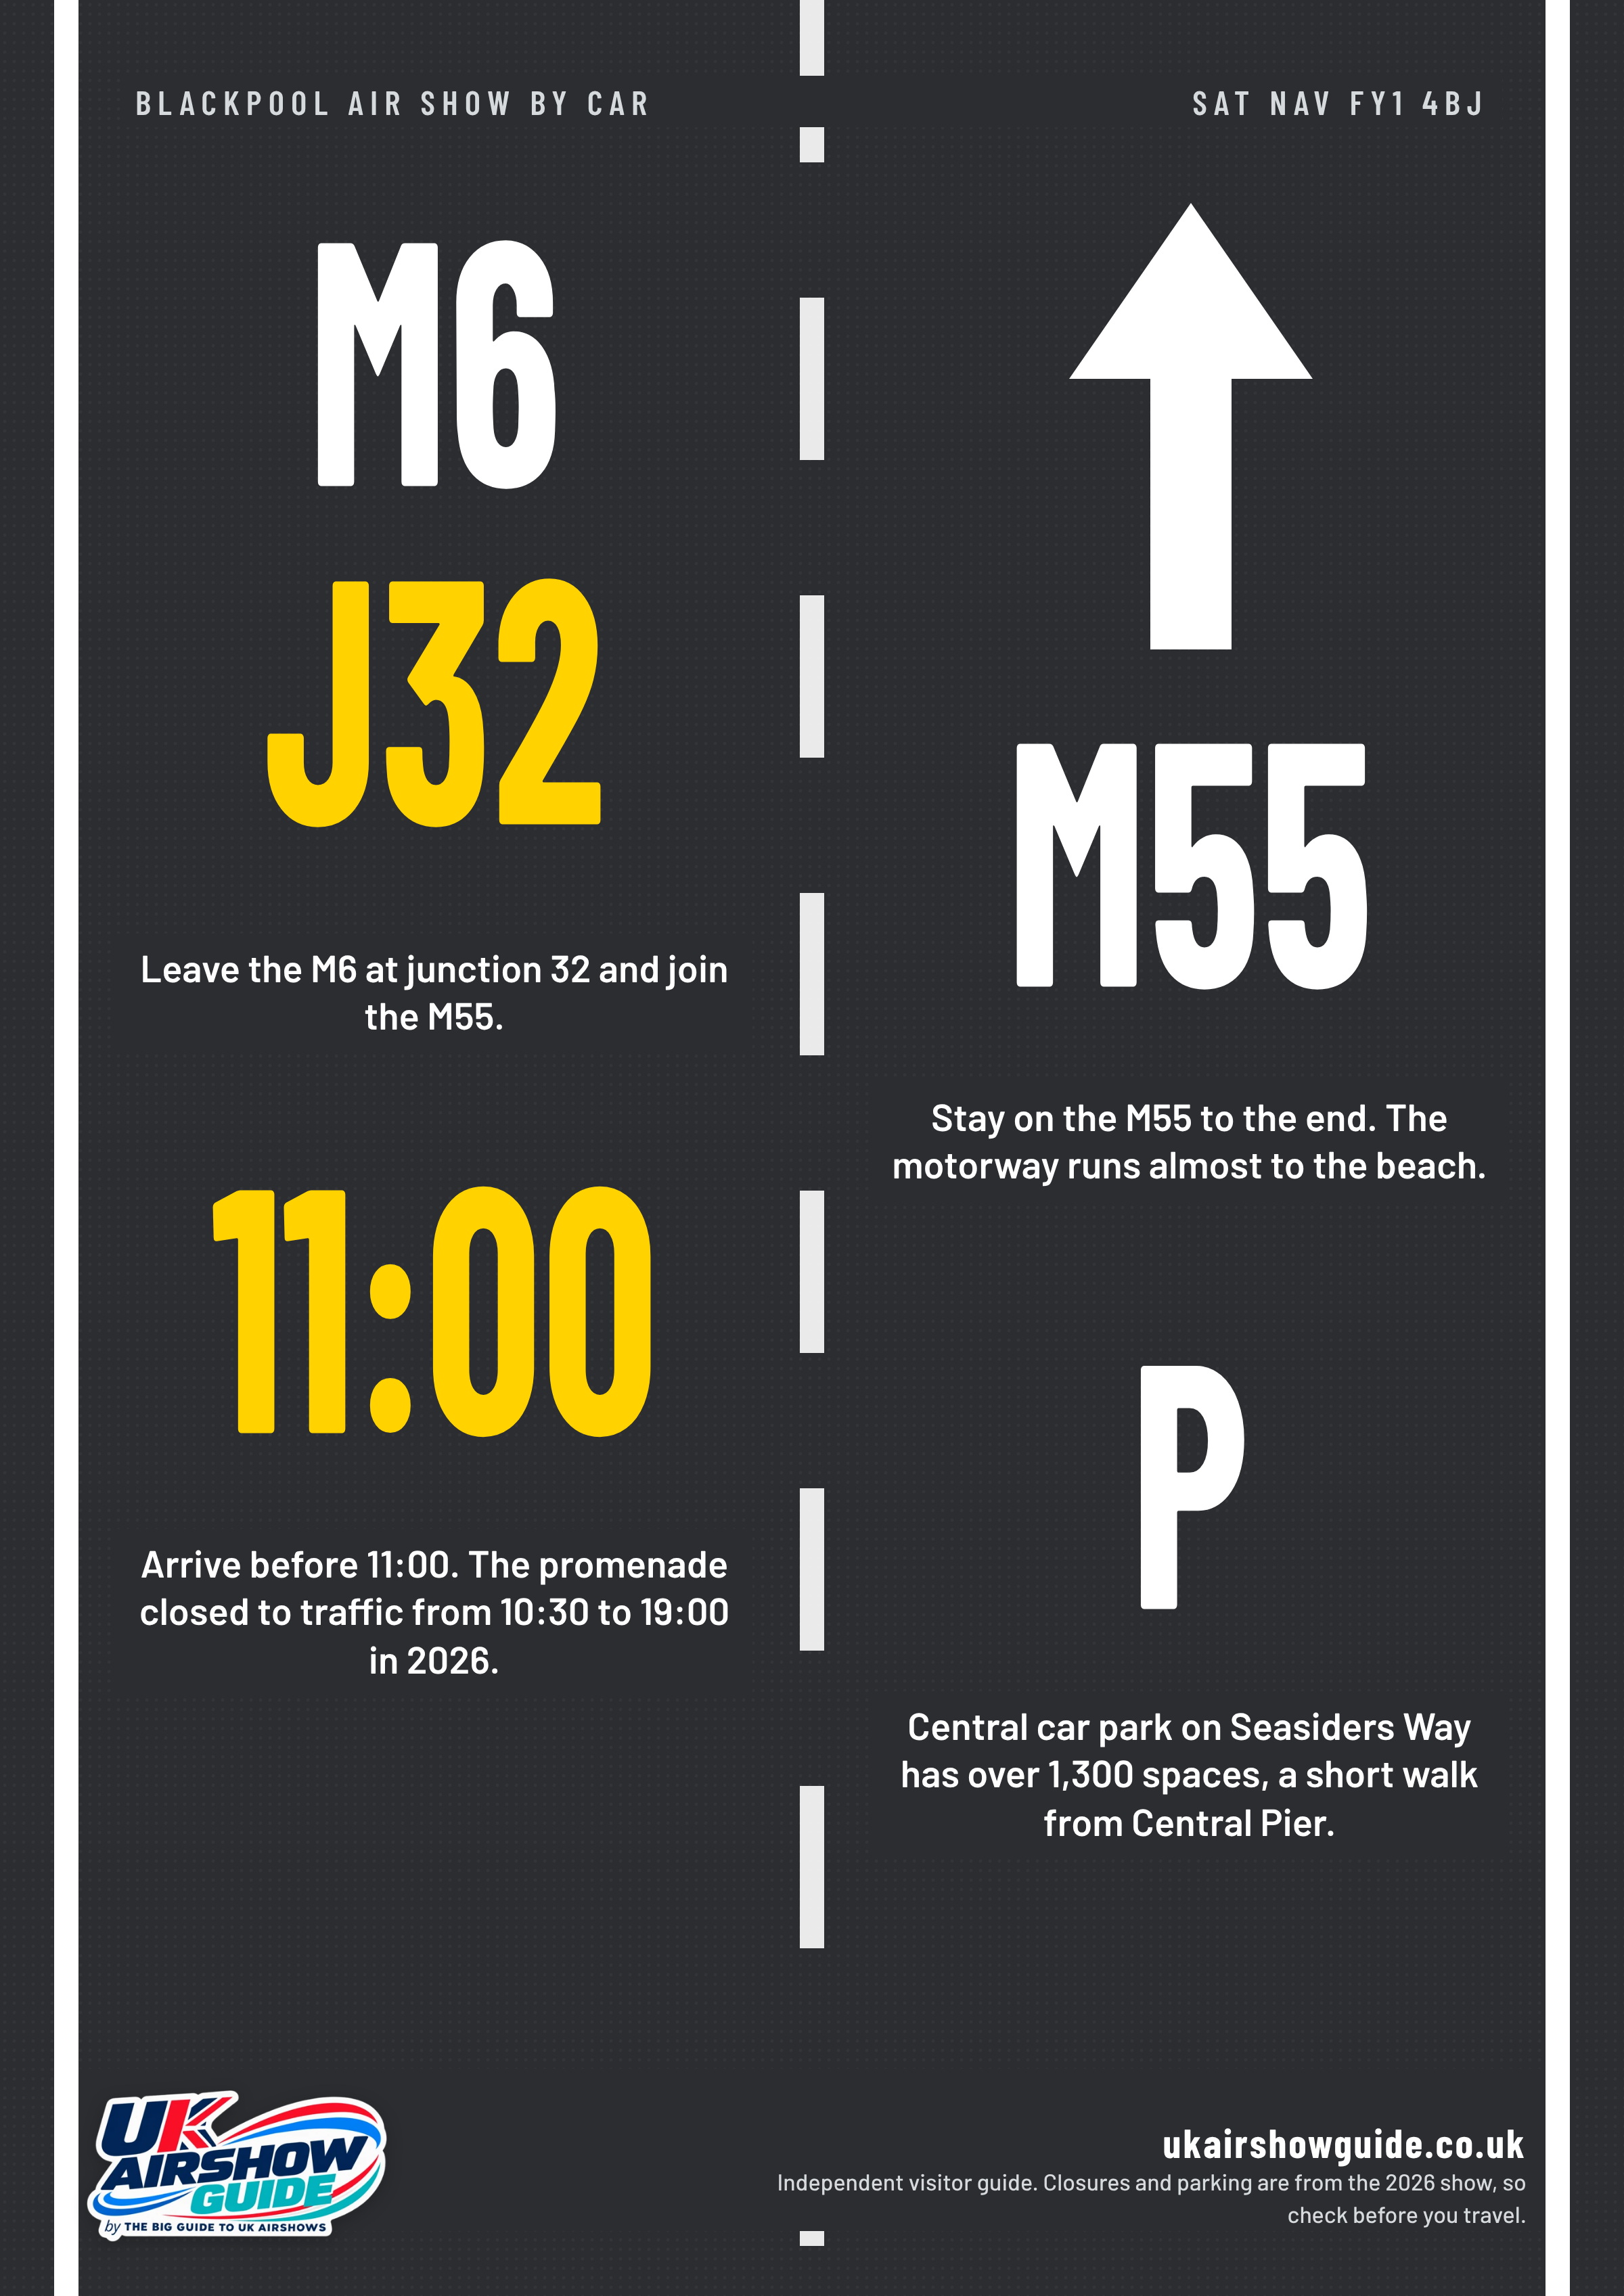 BLACKPOOL AIR SHOW BY CAR
SAT NAV FY1 4BJ
M6
J32
Leave the M6 at junction 32 and join
the M55.
11:00
Arrive before 11:00. The promenade
closed to traffic from 10:30 to 19:00
in 2026.
M55
Stay on the M55 to the end. The
motorway runs almost to the beach.
P
Central car park on Seasiders Way
has over 1,300 spaces, a short walk
from Central Pier.
UK
AIRSHOW
GUIDE
by THE BIG GUIDE TO UK AIRSHOWS
ukairshowguide.co.uk
Independent visitor guide. Closures and parking are from the 2026 show, so
check before you travel.